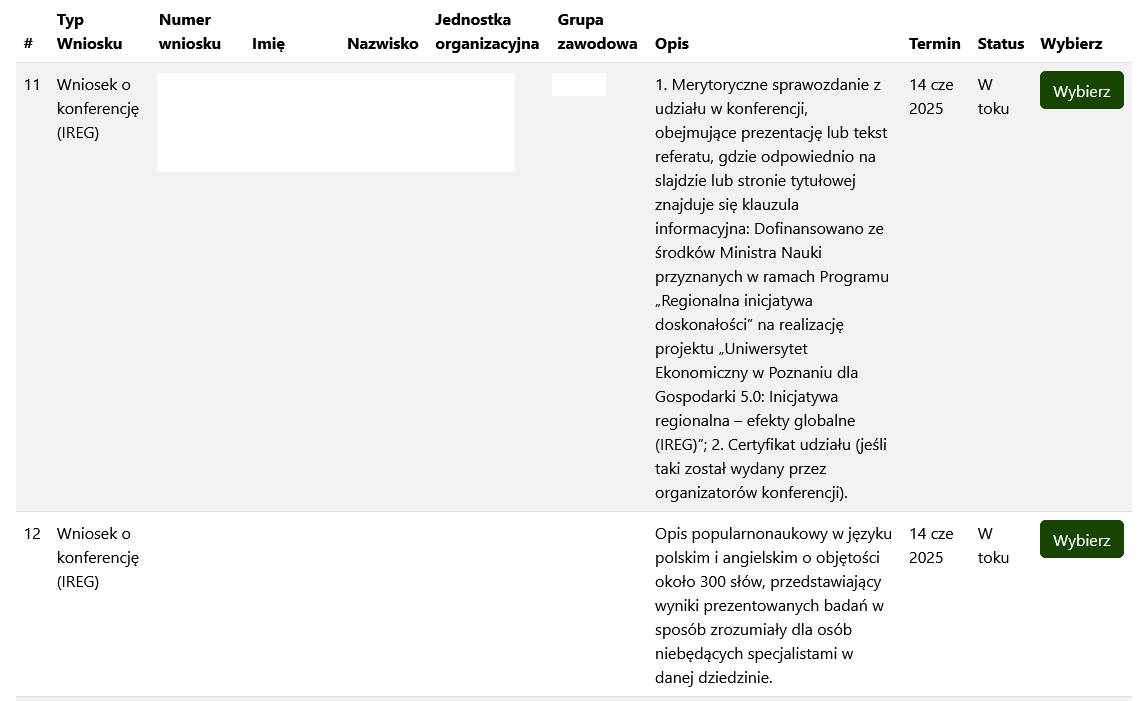 Typ Wniosku
Numer wniosku
Imię
Nazwisko
Jednostka organizacyjna
Grupa zawodowa
Opis
Termin
Status
Wybierz
#
11
Wniosek o
konferencję
(IREG)
1. Merytoryczne sprawozdanie z
udziału w konferencji,
obejmujące prezentację lub tekst
referatu, gdzie odpowiednio na
slajdzie lub stronie tytułowej
znajduje się klauzula
informacyjna: Dofinansowano ze
środków Ministra Nauki
przyznanych w ramach Programu
„Regionalna inicjatywa
doskonałości” na realizację
projektu „Uniwersytet
Ekonomiczny w Poznaniu dla
Gospodarki 5.0: Inicjatywa
regionalna – efekty globalne
(IREG)”; 2. Certyfikat udziału (jeśli
taki został wydany przez
organizatorów konferencji).
14 cze
2025
W
toku
Wybierz
12
Wniosek o
konferencję
(IREG)
Opis popularnonaukowy w języku
polskim i angielskim o objętości
około 300 słów, przedstawiający
wyniki prezentowanych badań w
sposób zrozumiały dla osób
niebędących specjalistami w
danej dziedzinie.
14 cze
2025
W
toku
Wybierz